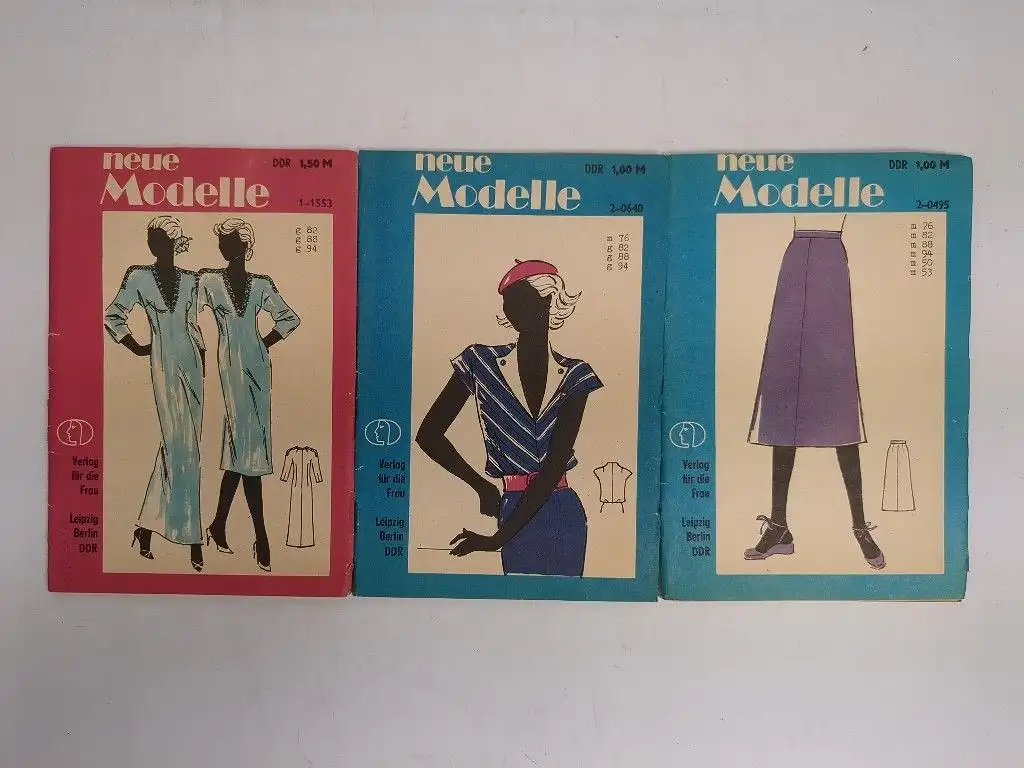 neue
Modelle
DDR 1,50 M
1-1553
g 82
g 88
g 94
Verlag
für die
Frau
Leipzig
Berlin
DDR
neue
Modelle
DDR 1,00 M
2-0640
m 76
g 82
g 88
g 94
Verlag
für die
Frau
Leipzig
Berlin
DDR
neue
Modelle
DDR 1,00 M
2-0495
m 76
m 82
m 88
m 94
m 50
m 53
Verlag
für die
Frau
Leipzig
Berlin
DDR